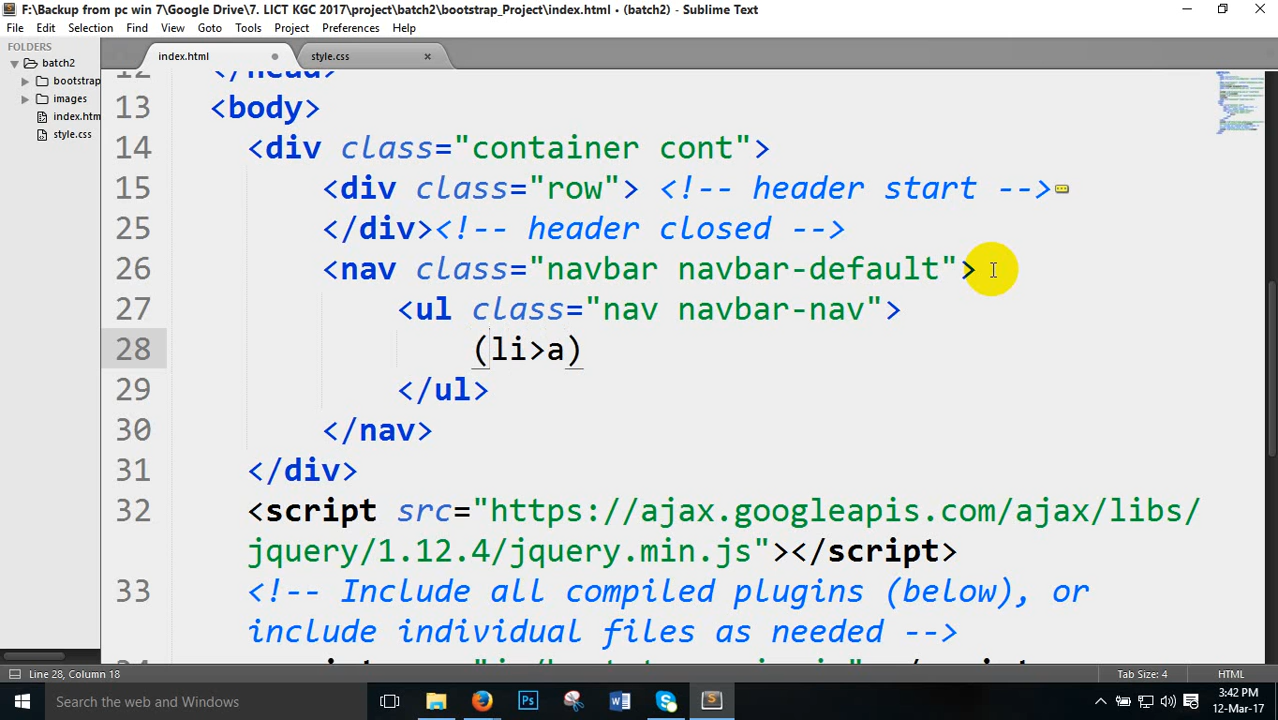 F:\Backup from pc win 7\Google Drive\7. LICT KGC 2017\project\batch2\bootstrap_Project\index.html • (batch2) - Sublime Text
File Edit Selection Find View Goto Tools Project Preferences Help
FOLDERS
batch2
bootstrap
images
index.htm
style.css
index.html
style.css
12 </head>
13 <body>
14 <div class="container cont">
15 <div class="row"> <!-- header start -->
25 </div><!-- header closed -->
26 <nav class="navbar navbar-default">
27 <ul class="nav navbar-nav">
28 (li>a)
29 </ul>
30 </nav>
31 </div>
32 <script src="https://ajax.googleapis.com/ajax/libs/
jquery/1.12.4/jquery.min.js"></script>
33 <!-- Include all compiled plugins (below), or
include individual files as needed -->
Line 28, Column 18
Tab Size: 4
HTML
Search the web and Windows
3:42 PM
12-Mar-17